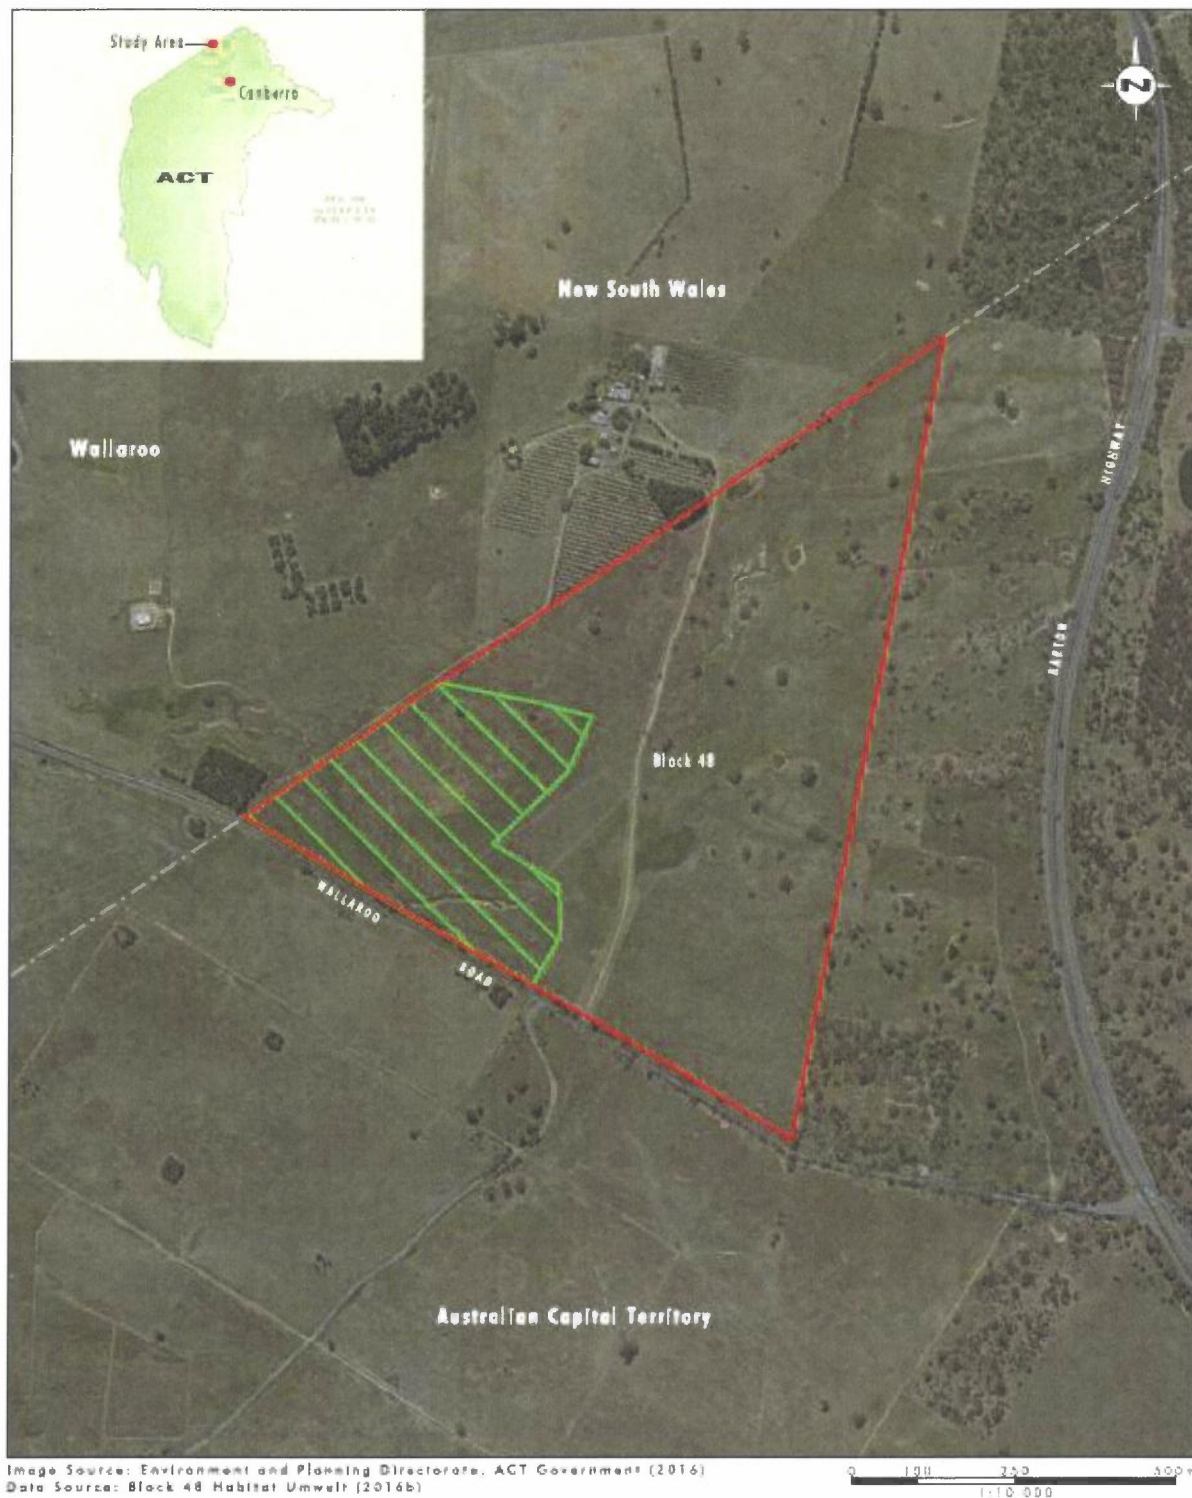 Study Area
Canberra
ACT
N
New South Wales
Wallaroo
HIGHWAY
BARTON
Block 48
WALLAROO
ROAD
Australian Capital Territory
Image Source: Environment and Planning Directorate, ACT Government (2016)
Data Source: Block 48 Habitat Umwelt (2016b)
0 100 250 500
1:10 000